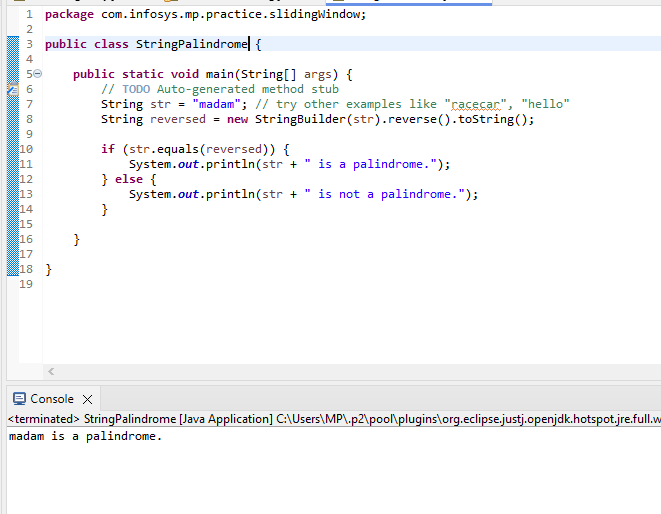 1 package com.infosys.mp.practice.slidingWindow;
2
3 public class StringPalindrome {
4
5 public static void main(String[] args) {
6 // TODO Auto-generated method stub
7 String str = "madam"; // try other examples like "racecar", "hello"
8 String reversed = new StringBuilder(str).reverse().toString();
9
10 if (str.equals(reversed)) {
11 System.out.println(str + " is a palindrome.");
12 } else {
13 System.out.println(str + " is not a palindrome.");
14 }
15
16 }
17
18 }
19
Console
<terminated> StringPalindrome [Java Application] C:\Users\MP\.p2\pool\plugins\org.eclipse.justj.openjdk.hotspot.jre.full.w
madam is a palindrome.